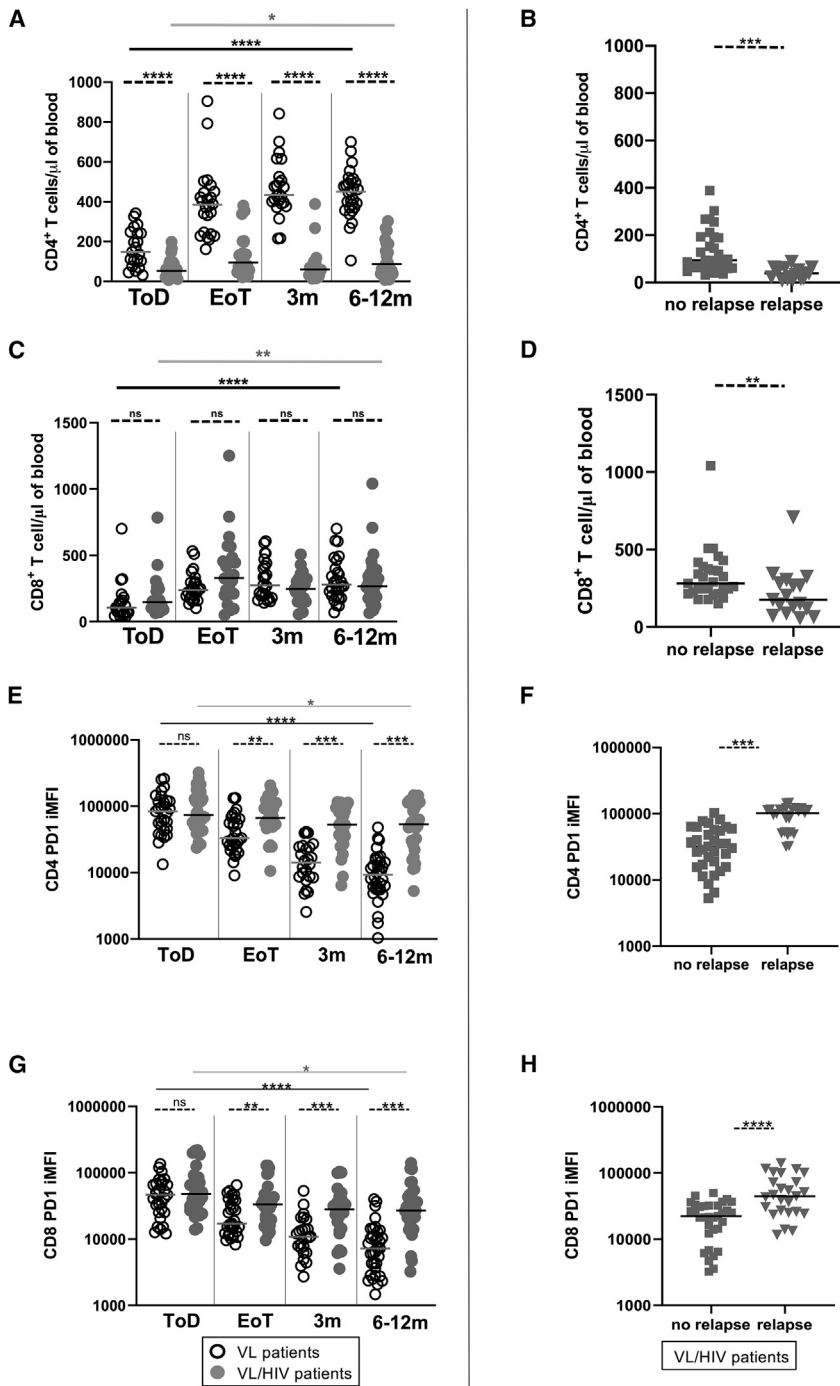 A
*
****
**** **** **** ****
CD4+ T cells/µl of blood
1000
800
600
400
200
0
ToD EoT 3m 6-12m
B
***
CD4+ T cells/µl of blood
1000
800
600
400
200
0
no relapse relapse
C
**
****
ns ns ns ns
CD8+ T cell/µl of blood
1500
1000
500
0
ToD EoT 3m 6-12m
D
**
CD8+ T cell/µl of blood
1500
1000
500
0
no relapse relapse
E
*
****
ns ** *** ***
CD4 PD1 iMFI
1000000
100000
10000
1000
ToD EoT 3m 6-12m
F
***
CD4 PD1 iMFI
1000000
100000
10000
1000
no relapse relapse
G
*
****
ns ** *** ***
CD8 PD1 iMFI
1000000
100000
10000
1000
ToD EoT 3m 6-12m
VL patients
VL/HIV patients
H
****
CD8 PD1 iMFI
1000000
100000
10000
1000
no relapse relapse
VL/HIV patients